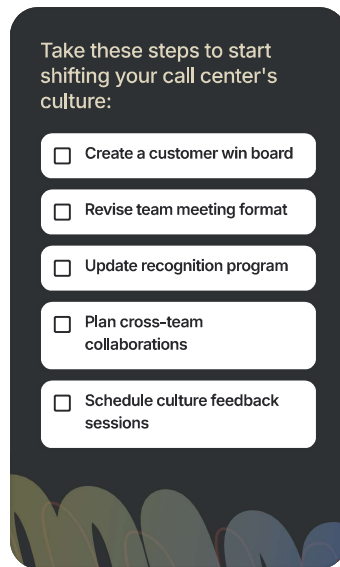 Take these steps to start
shifting your call center's
culture:
Create a customer win board
Revise team meeting format
Update recognition program
Plan cross-team
collaborations
Schedule culture feedback
sessions